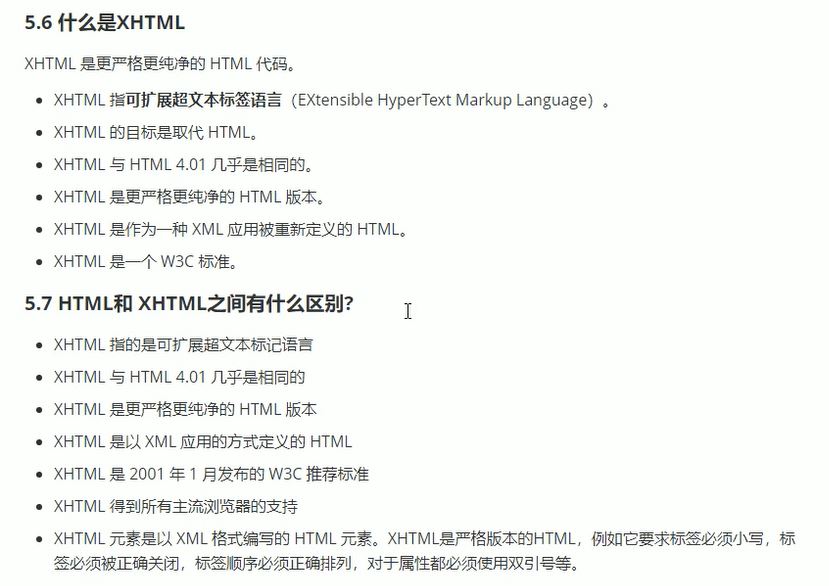 5.6 什么是XHTML
XHTML 是更严格更纯净的 HTML 代码。
XHTML 指可扩展超文本标签语言（EXtensible HyperText Markup Language）。
XHTML 的目标是取代 HTML。
XHTML 与 HTML 4.01 几乎是相同的。
XHTML 是更严格更纯净的 HTML 版本。
XHTML 是作为一种 XML 应用被重新定义的 HTML。
XHTML 是一个 W3C 标准。
5.7 HTML和 XHTML之间有什么区别?
XHTML 指的是可扩展超文本标记语言
XHTML 与 HTML 4.01 几乎是相同的
XHTML 是更严格更纯净的 HTML 版本
XHTML 是以 XML 应用的方式定义的 HTML
XHTML 是 2001 年 1 月发布的 W3C 推荐标准
XHTML 得到所有主流浏览器的支持
XHTML 元素是以 XML 格式编写的 HTML 元素。XHTML是严格版本的HTML，例如它要求标签必须小写，标
签必须被正确关闭，标签顺序必须正确排列，对于属性都必须使用双引号等。